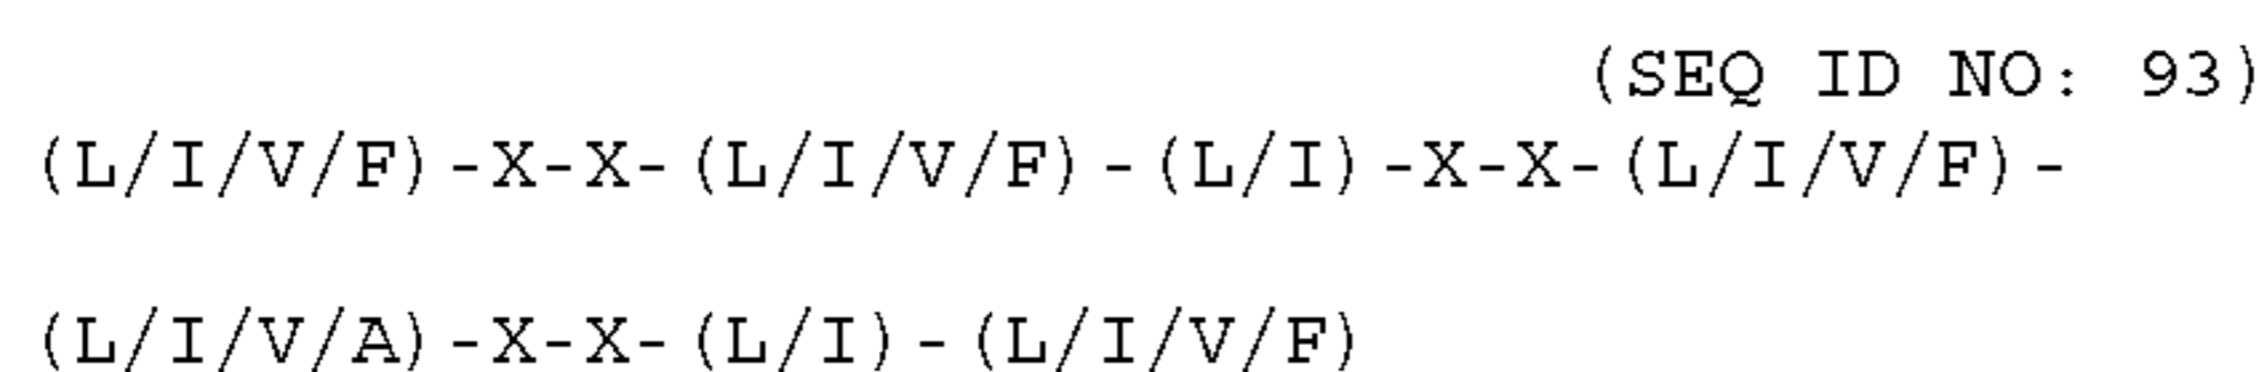 (SEQ ID NO: 93)
(L/I/V/F)-X-X-(L/I/V/F)-(L/I)-X-X-(L/I/V/F)-
(L/I/V/A)-X-X-(L/I)-(L/I/V/F)